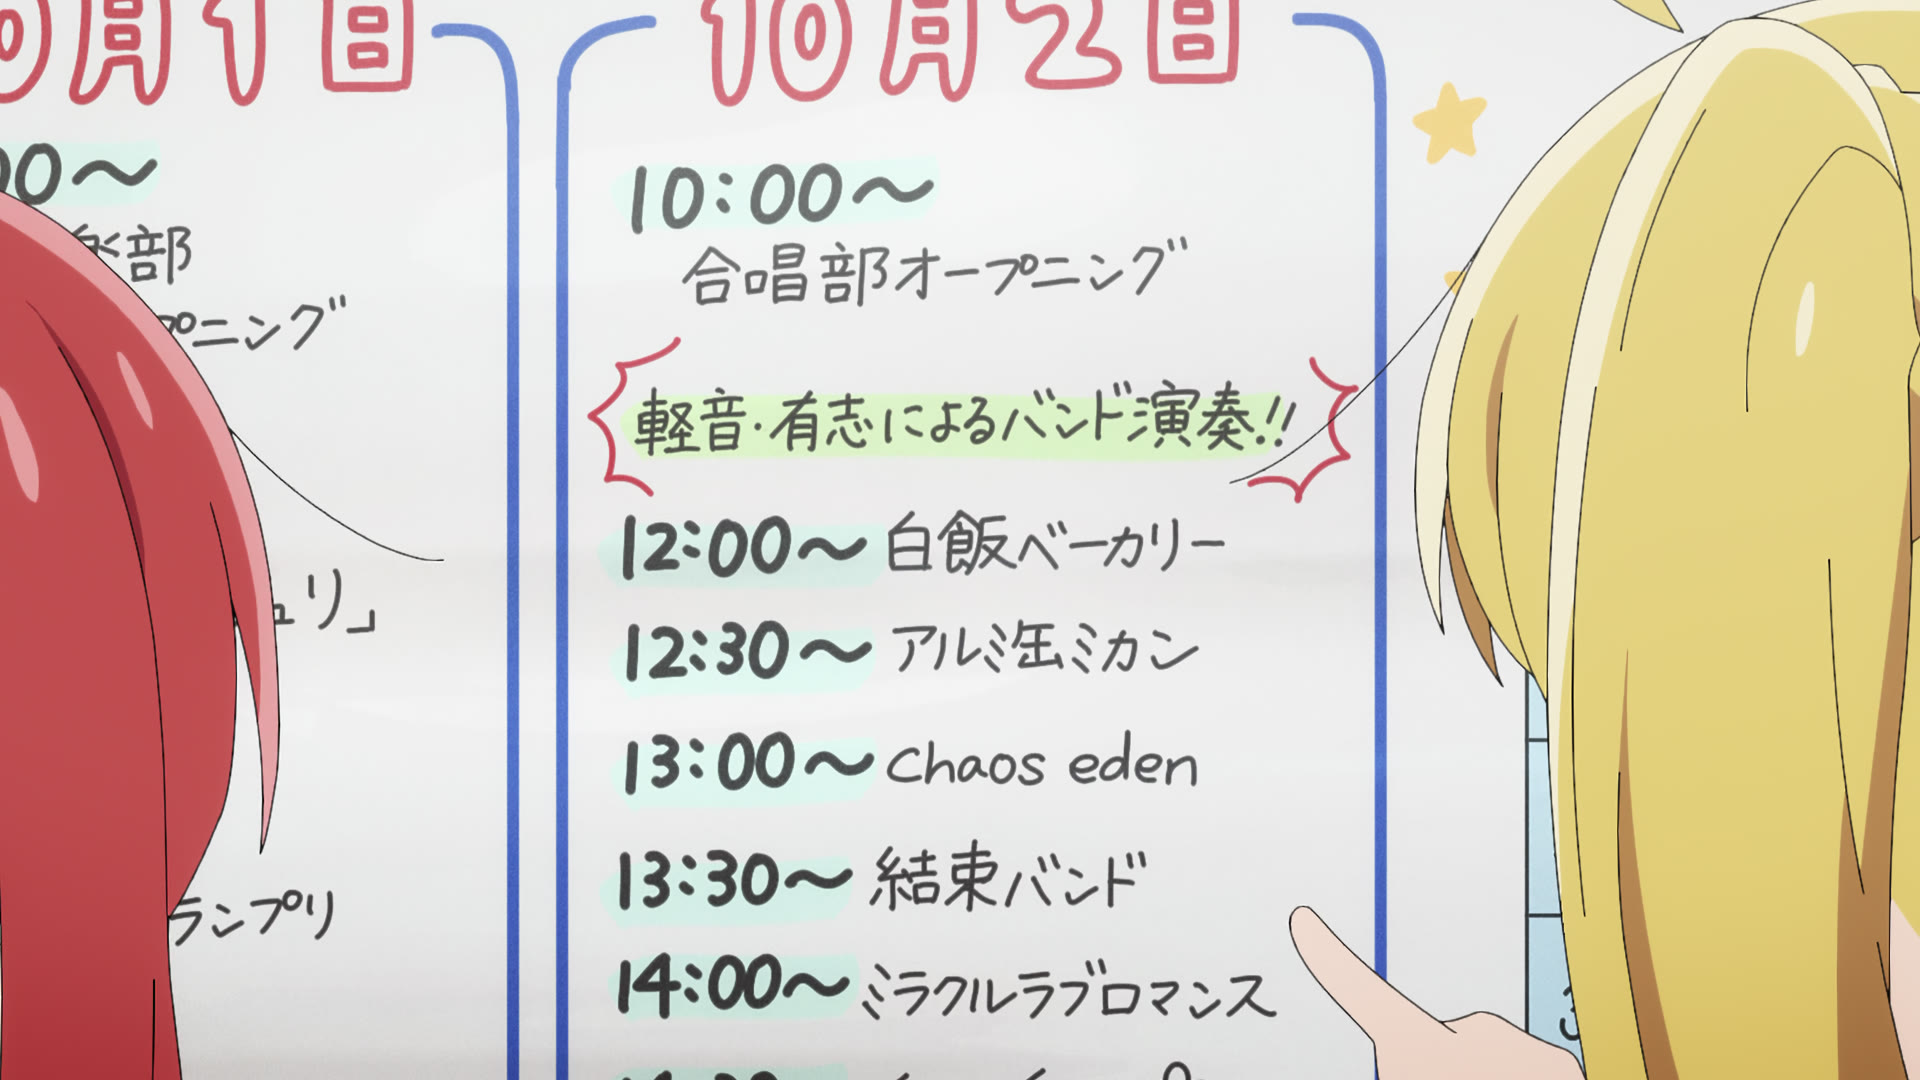 月1日
00〜
部
プニング
ュリ」
ランプリ
10月2日
10:00〜
合唱部オープニング
軽音・有志によるバンド演奏!!
12:00〜 白飯ベーカリー
12:30〜 アルミ缶ミカン
13:00〜 chaos eden
13:30〜 結束バンド
14:00〜 ミラクルラブロマンス
3